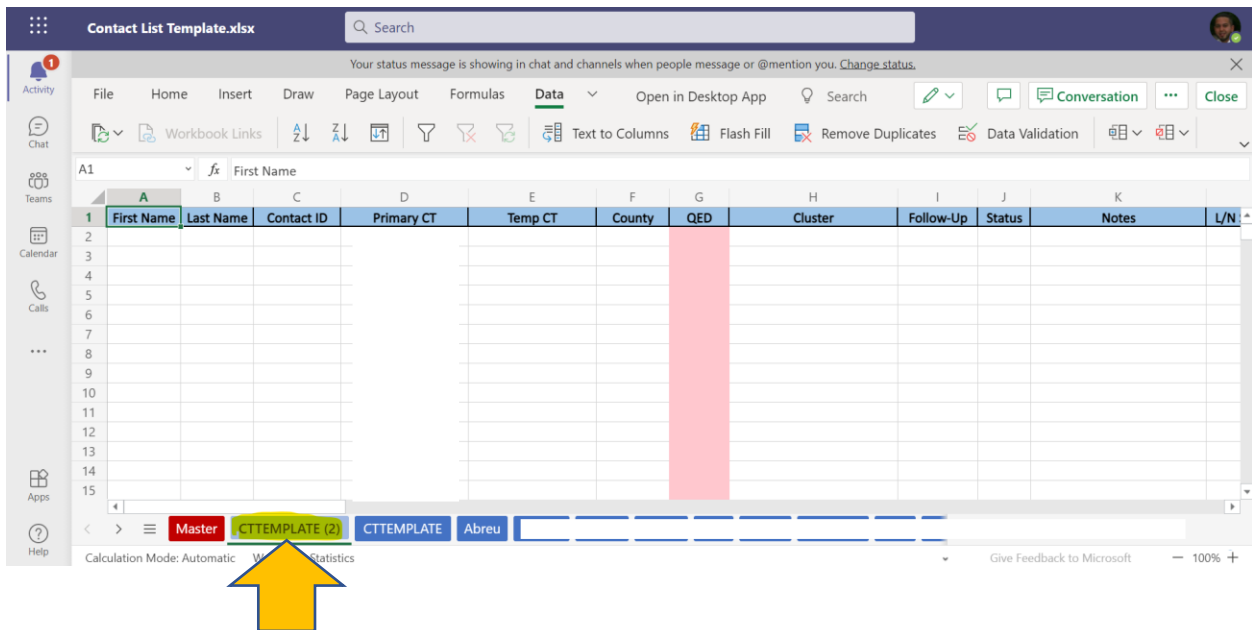 Contact List Template.xlsx Search
Your status message is showing in chat and channels when people message or @mention you. Change status.
1
Activity
Chat
Teams
Calendar
Calls
Apps
Help
File Home Insert Draw Page Layout Formulas Data Open in Desktop App Search Conversation Close
Workbook Links Text to Columns Flash Fill Remove Duplicates Data Validation
A1 fx First Name
A B C D E F G H I J K
1 First Name Last Name Contact ID Primary CT Temp CT County QED Cluster Follow-Up Status Notes L/N
2
3
4
5
6
7
8
9
10
11
12
13
14
15
Master CTTEMPLATE (2) CTTEMPLATE Abreu
Calculation Mode: Automatic Statistics Give Feedback to Microsoft 100%